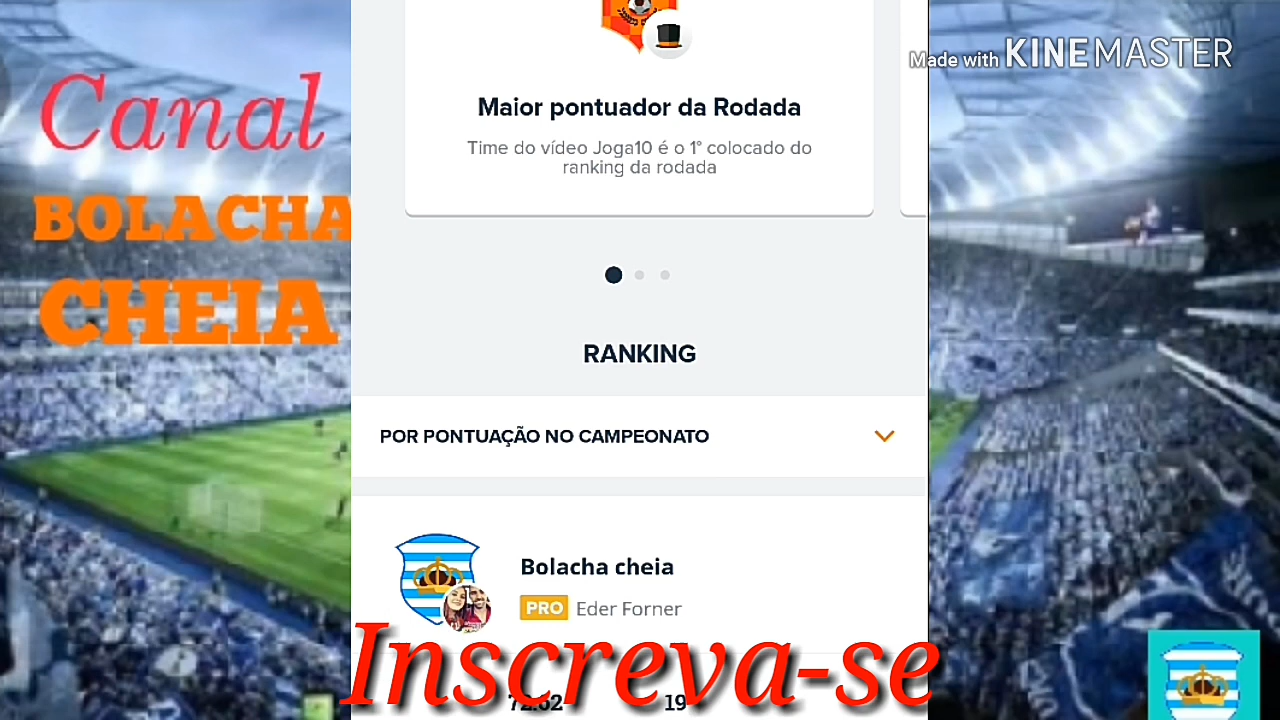 Canal
BOLACHA
CHEIA
Made with KINEMASTER
Maior pontuador da Rodada
Time do vídeo Joga10 é o 1° colocado do
ranking da rodada
RANKING
POR PONTUAÇÃO NO CAMPEONATO
Bolacha cheia
PRO Eder Forner
Inscreva-se